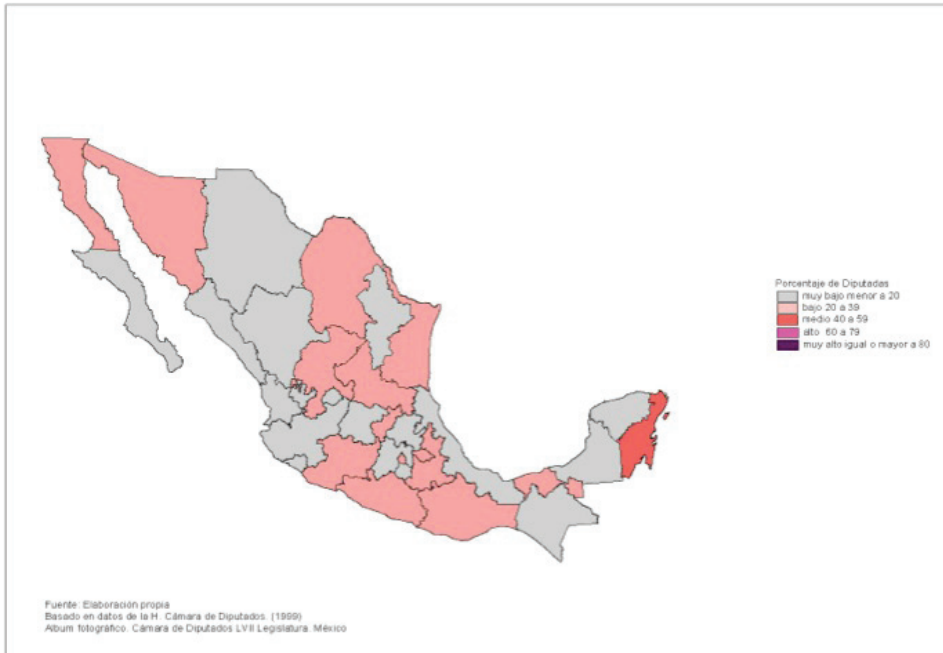 Porcentaje de Diputadas
muy bajo menor a 20
bajo 20 a 39
medio 40 a 59
alto 60 a 79
muy alto igual o mayor a 80
Fuente: Elaboración propia
Basado en datos de la H. Cámara de Diputados. (1999)
Album fotográfico. Cámara de Diputados LVII Legislatura. México